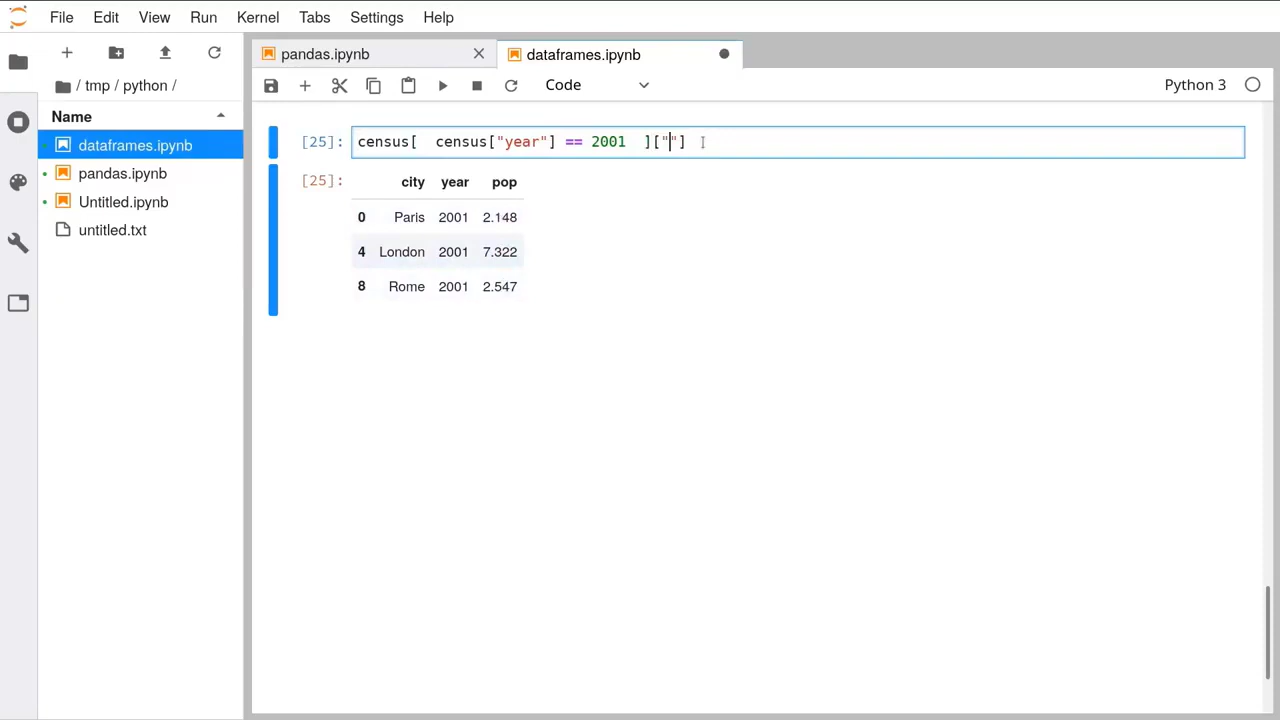 File Edit View Run Kernel Tabs Settings Help
pandas.ipynb
dataframes.ipynb
/ tmp / python /
Code
Python 3
Name
dataframes.ipynb
pandas.ipynb
Untitled.ipynb
untitled.txt
[25]: census[  census["year"] == 2001  ][""]
[25]: city year pop
0 Paris 2001 2.148
4 London 2001 7.322
8 Rome 2001 2.547